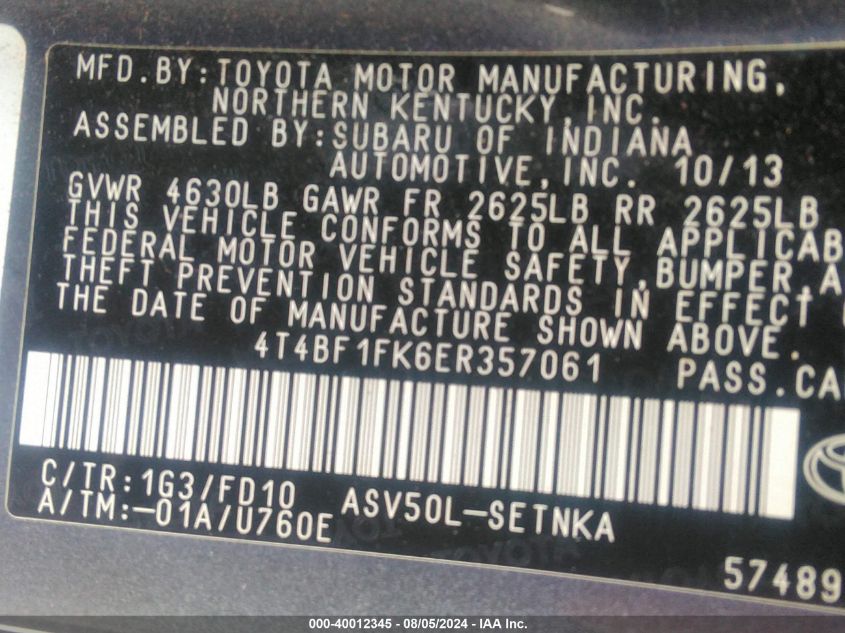 MFD.BY:TOYOTA MOTOR MANUFACTURING,
NORTHERN KENTUCKY,INC.
ASSEMBLED BY:SUBARU OF INDIANA
AUTOMOTIVE,INC. 10/13
GVWR 4630LB GAWR FR 2625LB RR 2625LB
THIS VEHICLE CONFORMS TO ALL APPLICAB
FEDERAL MOTOR VEHICLE SAFETY,BUMPER,A
THEFT PREVENTION STANDARDS IN EFFECT
THE DATE OF MANUFACTURE SHOWN ABOVE.
4T4BF1FK6ER357061 PASS.CA
C/TR:1G3/FD10 ASV50L-SETNKA
A/TM:-01A/U760E
57489
000-40012345 - 08/05/2024 - IAA Inc.